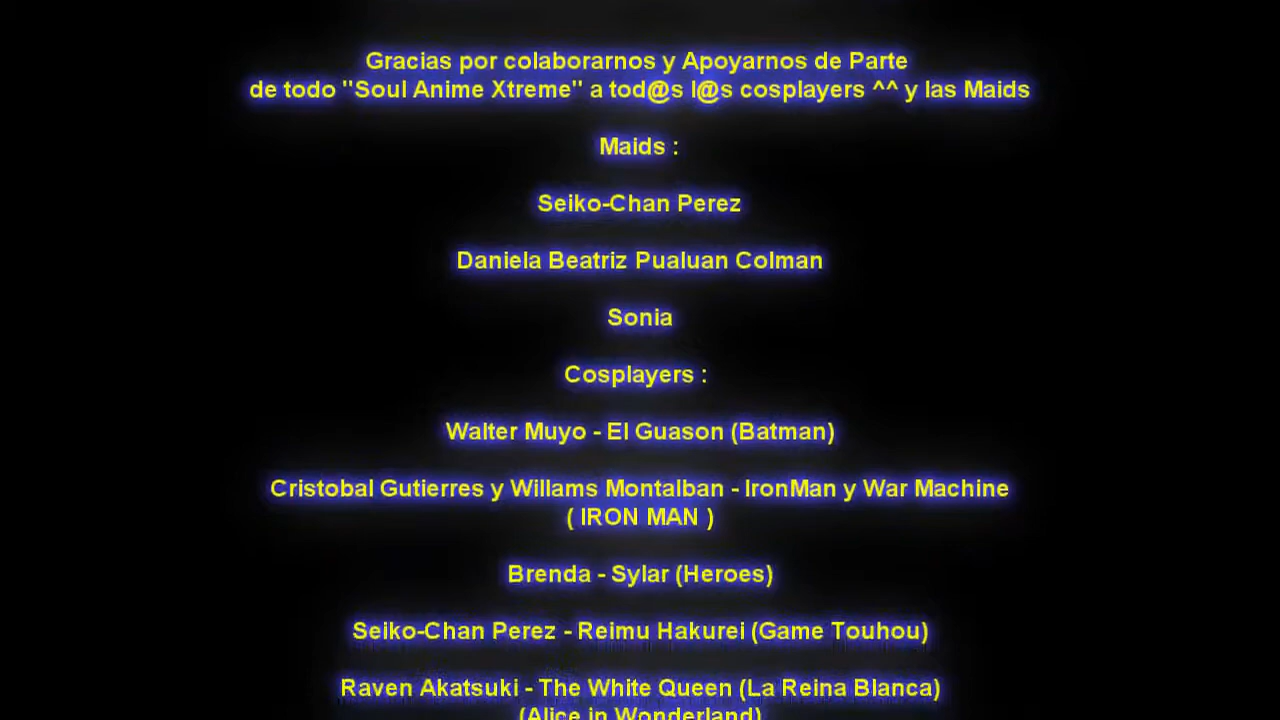 Gracias por colaborarnos y Apoyarnos de Parte
de todo "Soul Anime Xtreme" a tod@s l@s cosplayers ^^ y las Maids
Maids :
Seiko-Chan Perez
Daniela Beatriz Pualuan Colman
Sonia
Cosplayers :
Walter Muyo - El Guason (Batman)
Cristobal Gutierres y Willams Montalban - IronMan y War Machine
( IRON MAN )
Brenda - Sylar (Heroes)
Seiko-Chan Perez - Reimu Hakurei (Game Touhou)
Raven Akatsuki - The White Queen (La Reina Blanca)
(Alice in Wonderland)